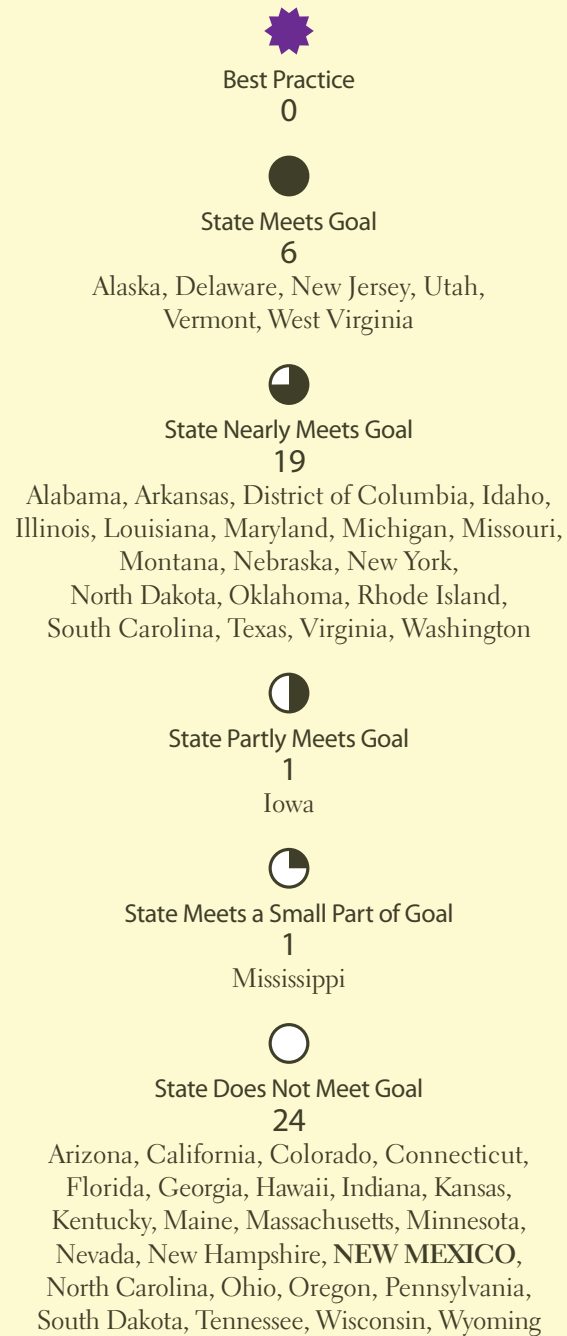 Best Practice
0
State Meets Goal
6
Alaska, Delaware, New Jersey, Utah,
Vermont, West Virginia
State Nearly Meets Goal
19
Alabama, Arkansas, District of Columbia, Idaho,
Illinois, Louisiana, Maryland, Michigan, Missouri,
Montana, Nebraska, New York,
North Dakota, Oklahoma, Rhode Island,
South Carolina, Texas, Virginia, Washington
State Partly Meets Goal
1
Iowa
State Meets a Small Part of Goal
1
Mississippi
State Does Not Meet Goal
24
Arizona, California, Colorado, Connecticut,
Florida, Georgia, Hawaii, Indiana, Kansas,
Kentucky, Maine, Massachusetts, Minnesota,
Nevada, New Hampshire, NEW MEXICO,
North Carolina, Ohio, Oregon, Pennsylvania,
South Dakota, Tennessee, Wisconsin, Wyoming